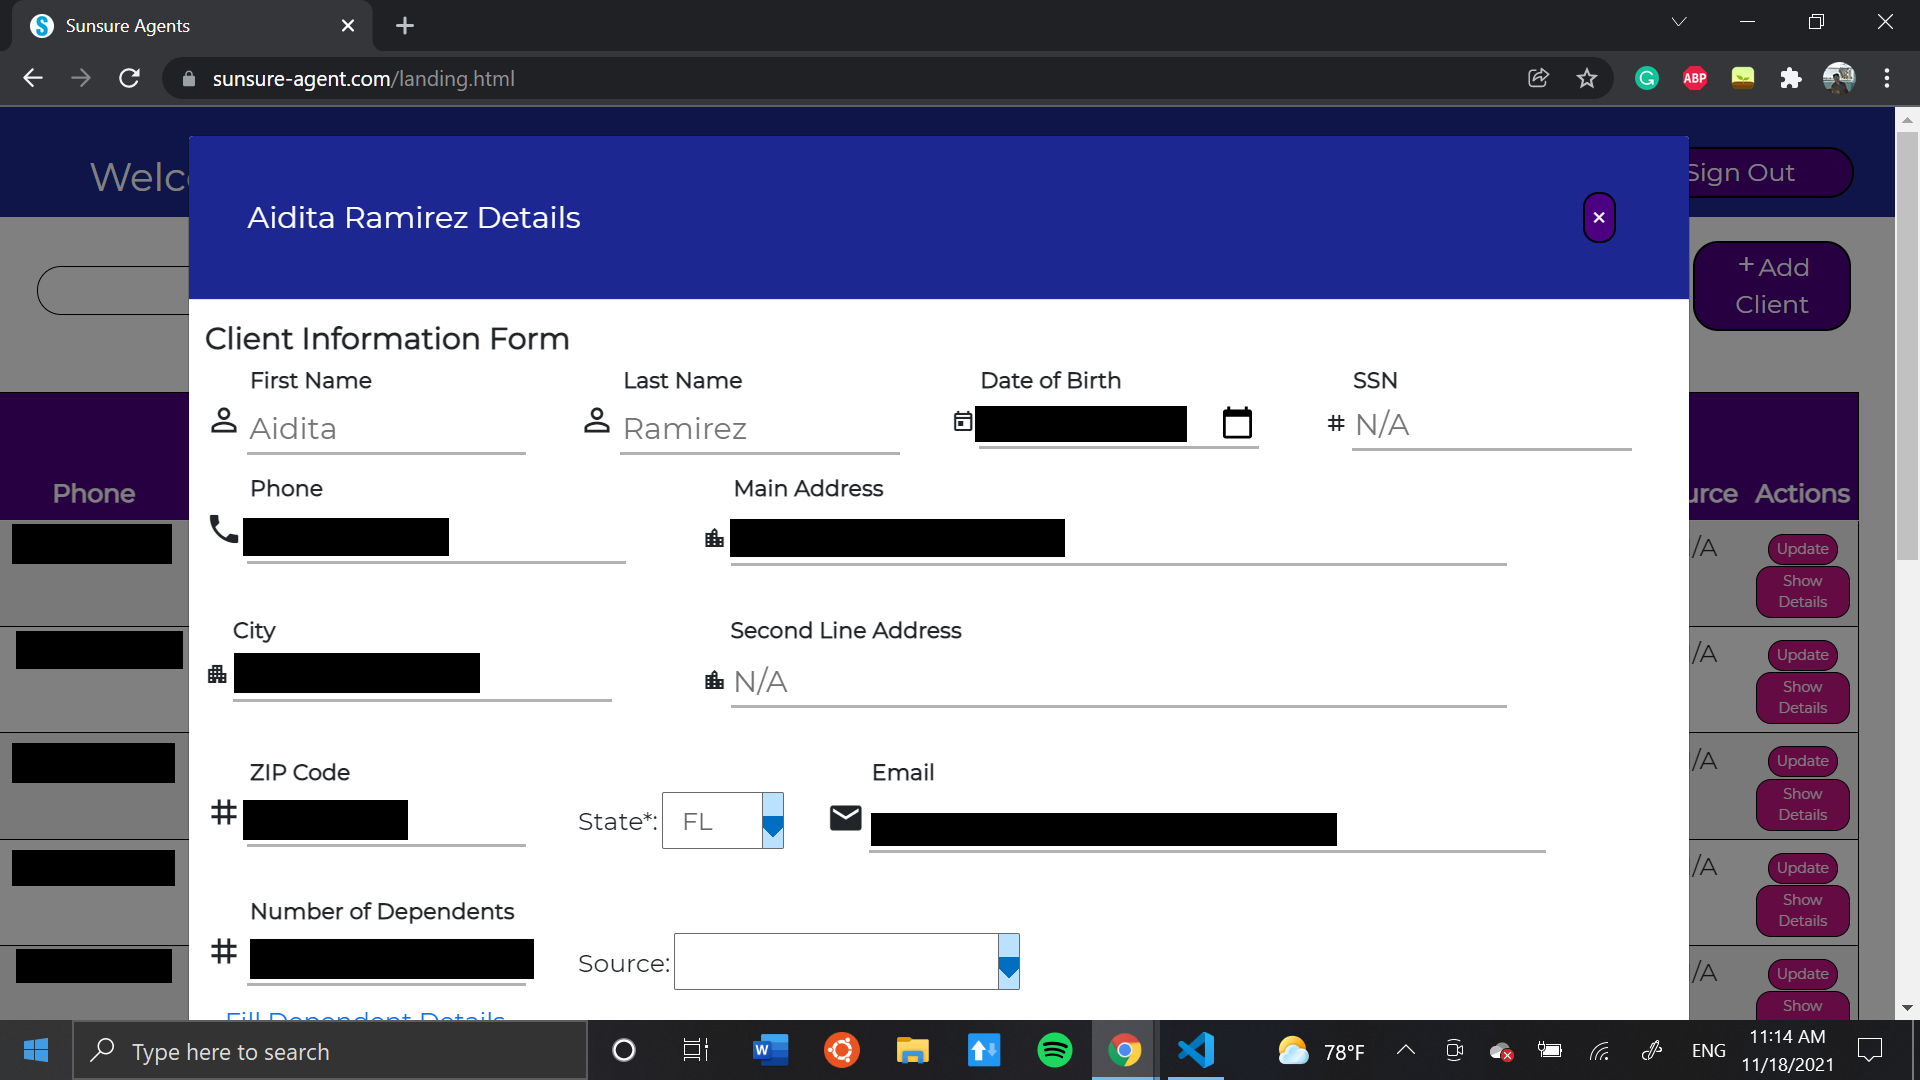 Sunsure Agents
sunsure-agent.com/landing.html
ABP
Sign Out
Aidita Ramirez Details
×
+ Add
Client
Client Information Form
First Name
Last Name
Date of Birth
SSN
Aidita
Ramirez
# N/A
Phone
Main Address
Phone
Actions
City
Second Line Address
N/A
ZIP Code
Email
#
State*: FL
Number of Dependents
#
Source:
Fill Dependent Details
/A
Update
Show
Details
/A
Update
Show
Details
/A
Update
Show
Details
/A
Update
Show
Details
/A
Update
Show
Type here to search
W
78°F
ENG
11:14 AM
11/18/2021